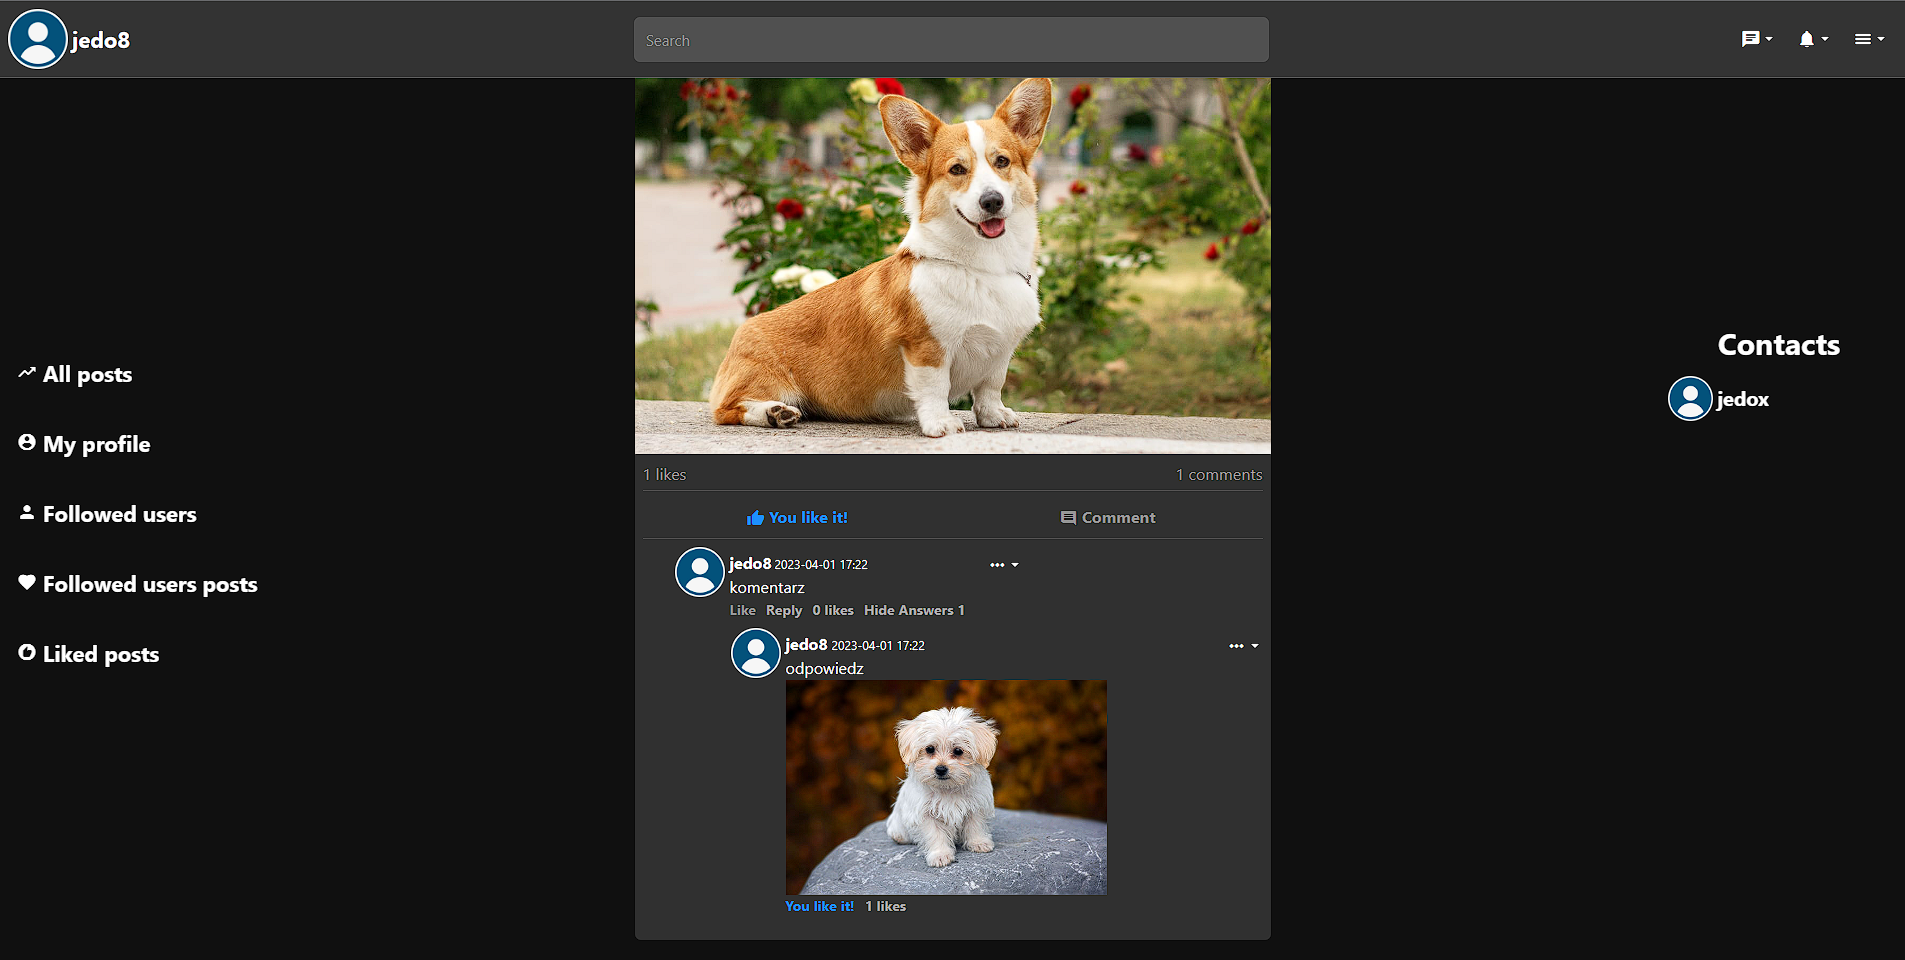 jedo8
Search
All posts
My profile
Followed users
Followed users posts
Liked posts
1 likes 1 comments
You like it! Comment
jedo8 2023-04-01 17:22
komentarz
Like Reply 0 likes Hide Answers 1
jedo8 2023-04-01 17:22
odpowiedz
You like it! 1 likes
Contacts
jedox